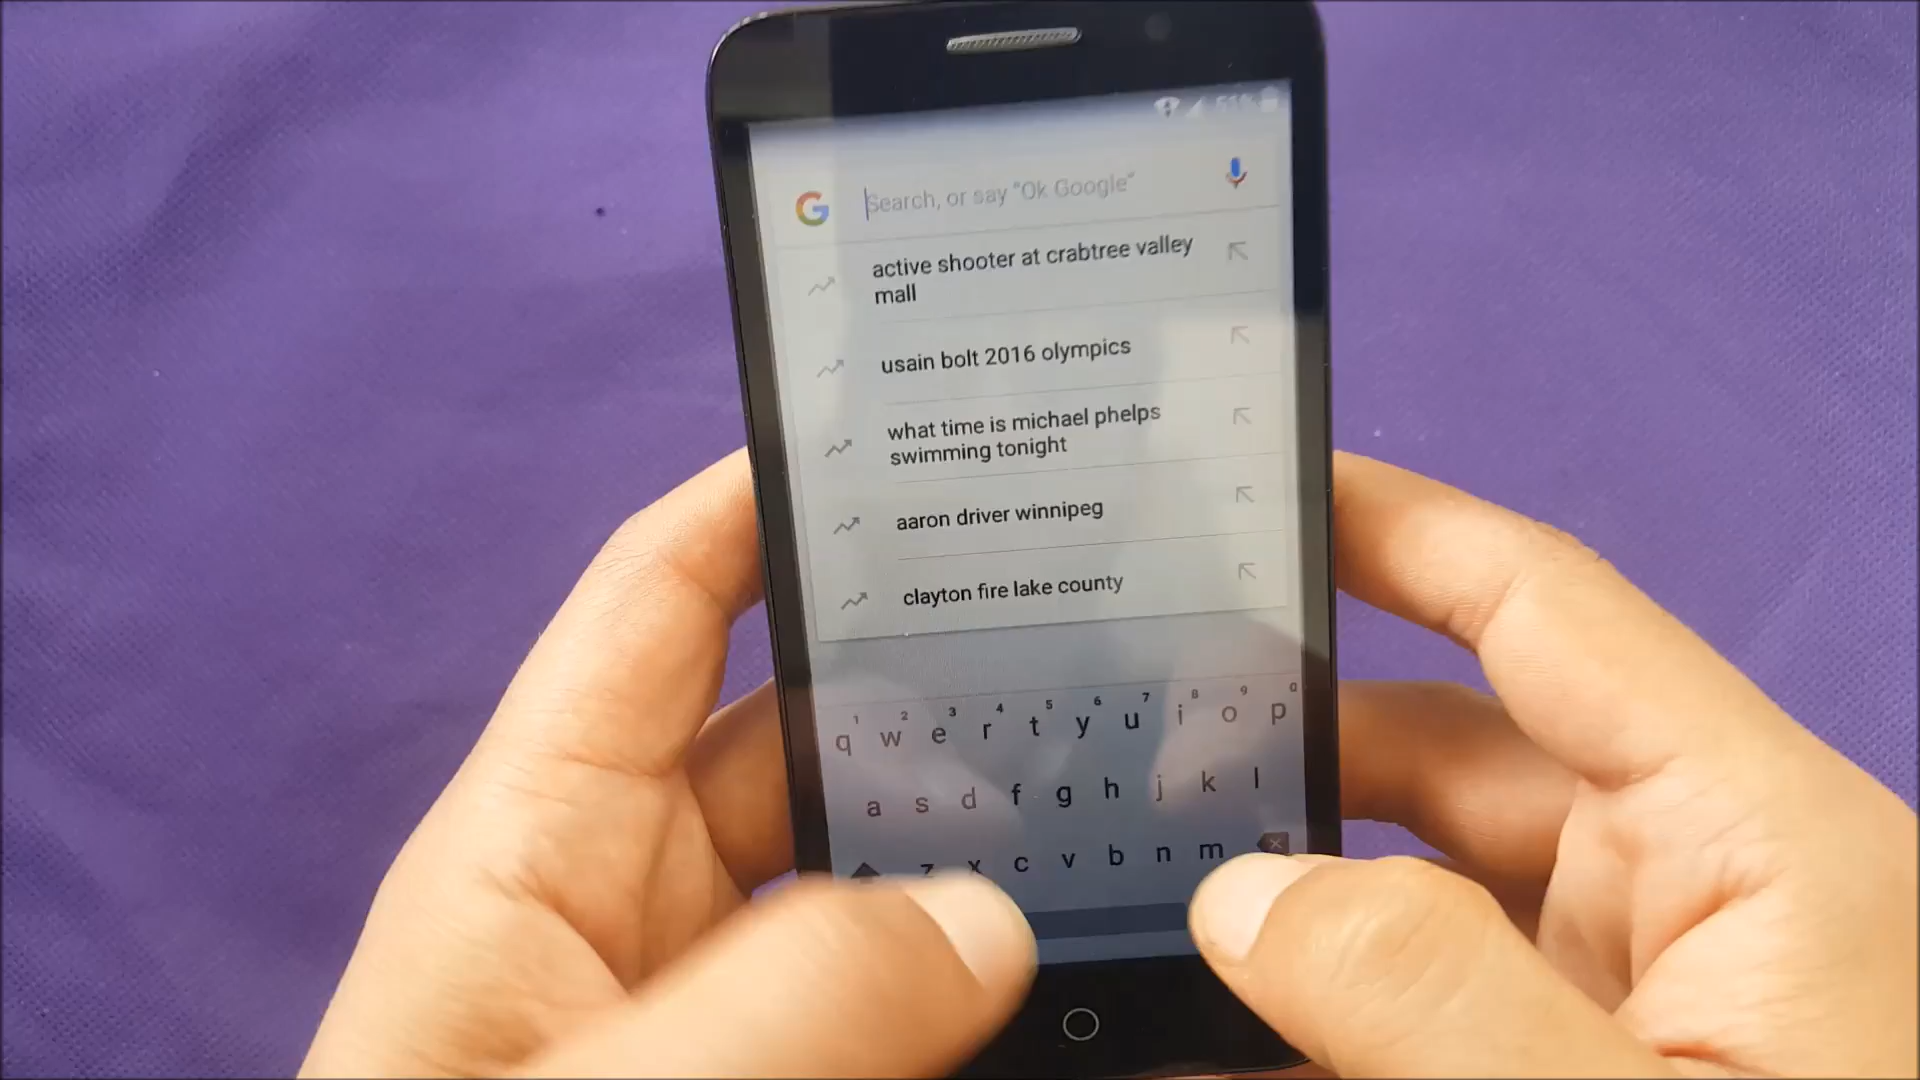 G Search, or say "Ok Google"
active shooter at crabtree valley
mall
usain bolt 2016 olympics
what time is michael phelps
swimming tonight
aaron driver winnipeg
clayton fire lake county
1 2 3 4 5 6 7 8 9 0
q w e r t y u i o p
a s d f g h j k l
z x c v b n m